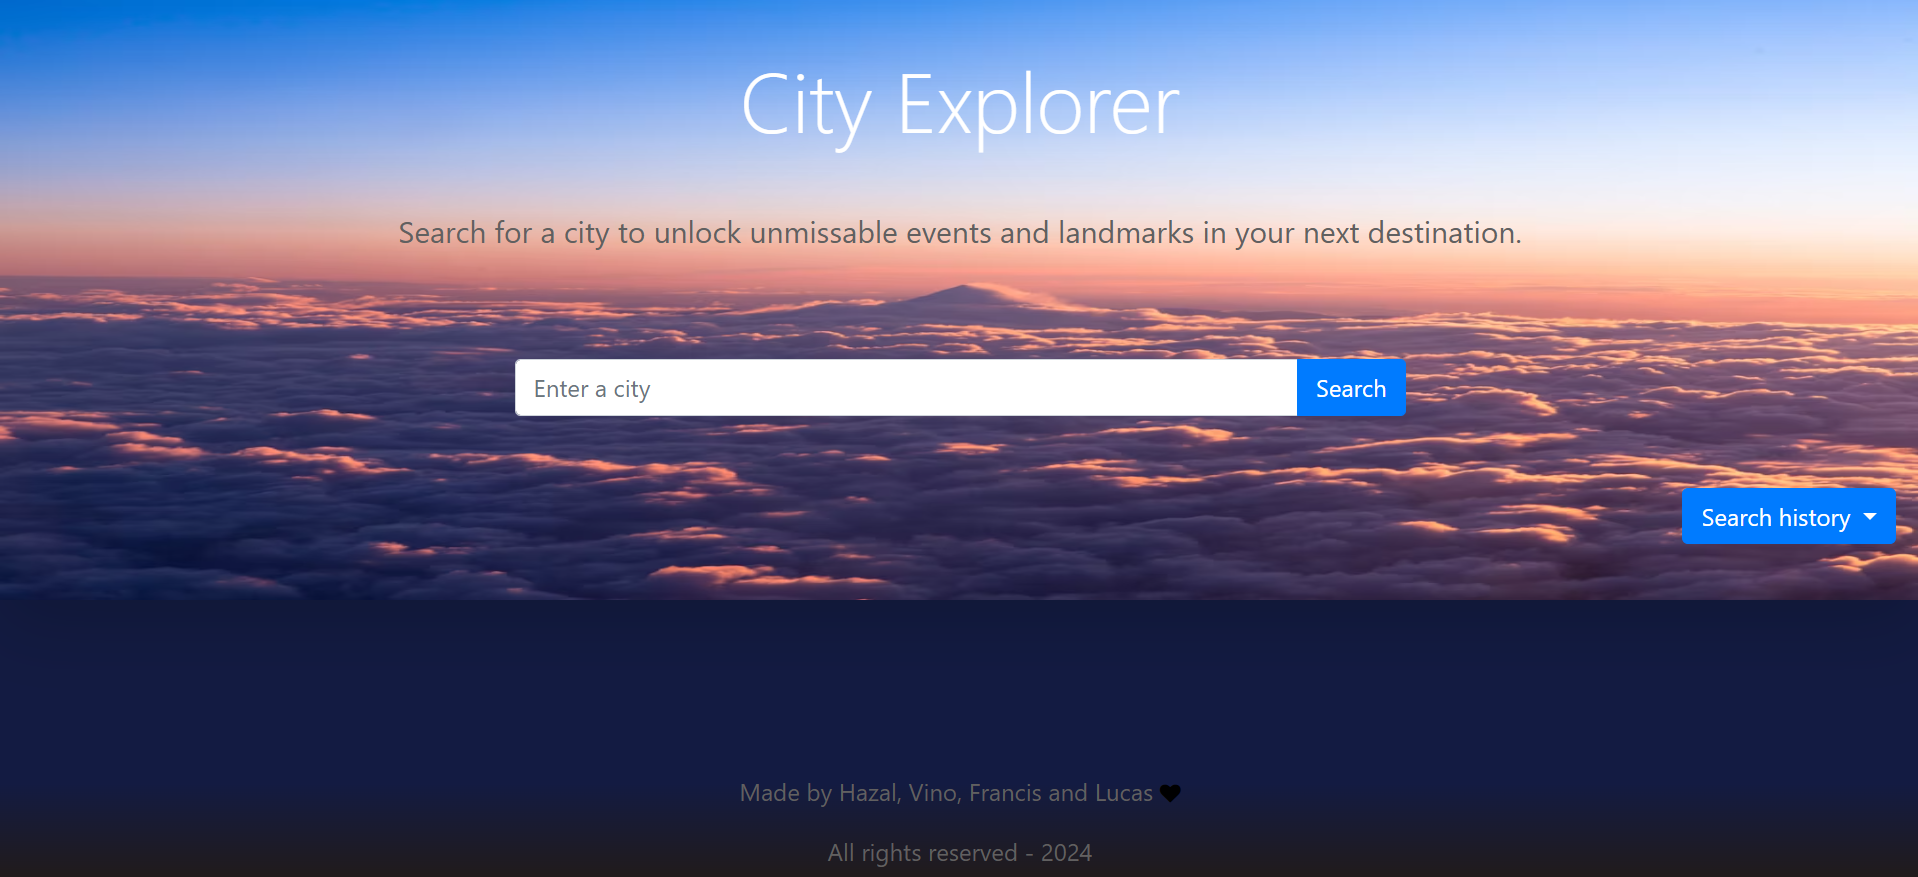 City Explorer
Search for a city to unlock unmissable events and landmarks in your next destination.
Enter a city
Search
Search history
Made by Hazal, Vino, Francis and Lucas 🖤
All rights reserved - 2024